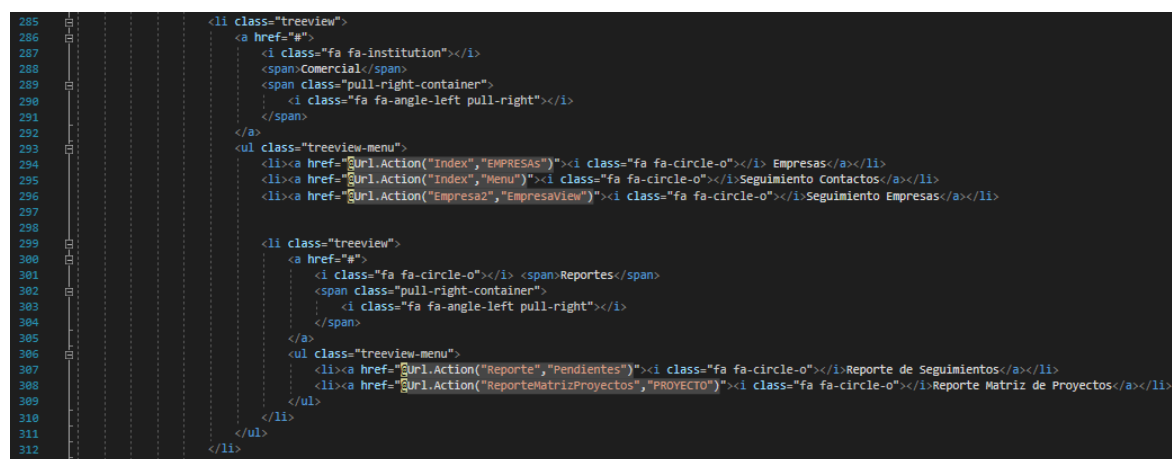 285 <li class="treeview">
286 <a href="#">
287 <i class="fa fa-institution"></i>
288 <span>Comercial</span>
289 <span class="pull-right-container">
290 <i class="fa fa-angle-left pull-right"></i>
291 </span>
292 </a>
293 <ul class="treeview-menu">
294 <li><a href="@Url.Action("Index","EMPRESAs")"><i class="fa fa-circle-o"></i> Empresas</a></li>
295 <li><a href="@Url.Action("Index","Menu")"><i class="fa fa-circle-o"></i>Seguimiento Contactos</a></li>
296 <li><a href="@Url.Action("Empresa2","EmpresaView")"><i class="fa fa-circle-o"></i>Seguimiento Empresas</a></li>
297
298
299 <li class="treeview">
300 <a href="#">
301 <i class="fa fa-circle-o"></i> <span>Reportes</span>
302 <span class="pull-right-container">
303 <i class="fa fa-angle-left pull-right"></i>
304 </span>
305 </a>
306 <ul class="treeview-menu">
307 <li><a href="@Url.Action("Reporte","Pendientes")"><i class="fa fa-circle-o"></i>Reporte de Seguimientos</a></li>
308 <li><a href="@Url.Action("ReporteMatrizProyectos","PROYECTO")"><i class="fa fa-circle-o"></i>Reporte Matriz de Proyectos</a></li>
309 </ul>
310 </li>
311 </ul>
312 </li>